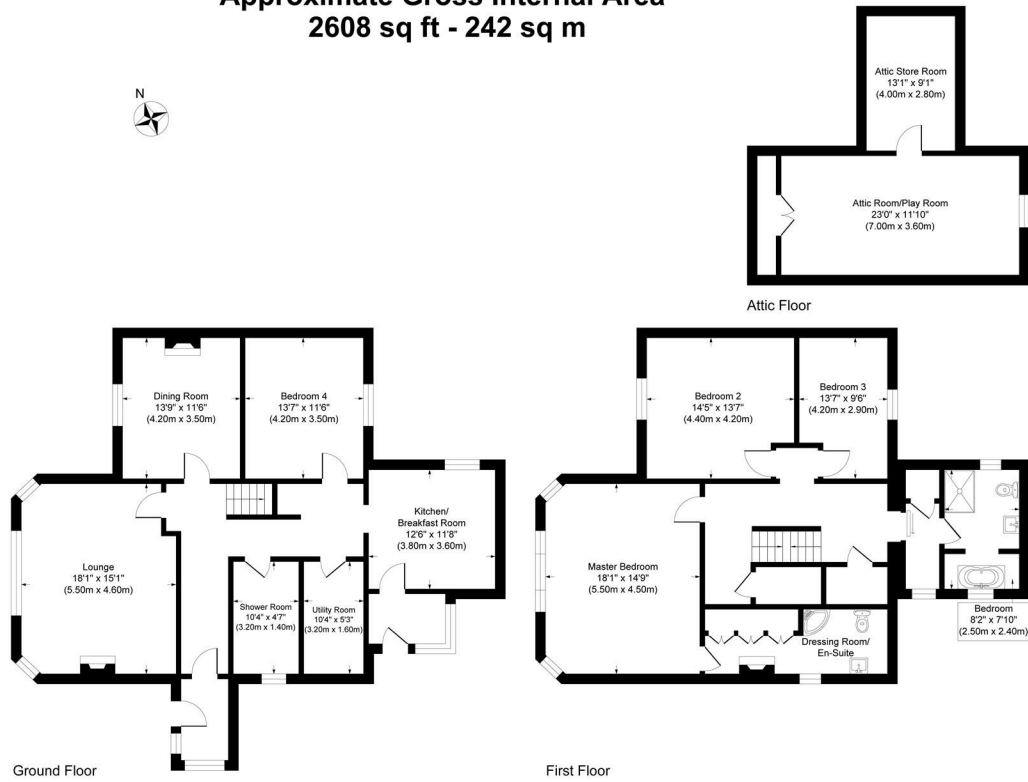 Approximate Gross Internal Area
2608 sq ft - 242 sq m
N
Attic Store Room
13'1" x 9'1"
(4.00m x 2.80m)
Attic Room/Play Room
23'0" x 11'10"
(7.00m x 3.60m)
Attic Floor
Dining Room
13'9" x 11'6"
(4.20m x 3.50m)
Bedroom 4
13'7" x 11'6"
(4.20m x 3.50m)
Kitchen/
Breakfast Room
12'6" x 11'8"
(3.80m x 3.60m)
Lounge
18'1" x 15'1"
(5.50m x 4.60m)
Shower Room
10'4" x 4'7"
(3.20m x 1.40m)
Utility Room
10'4" x 5'3"
(3.20m x 1.60m)
Ground Floor
Bedroom 2
14'5" x 13'7"
(4.40m x 4.20m)
Bedroom 3
13'7" x 9'6"
(4.20m x 2.90m)
Master Bedroom
18'1" x 14'9"
(5.50m x 4.50m)
Bedroom
8'2" x 7'10"
(2.50m x 2.40m)
Dressing Room/
En-Suite
First Floor